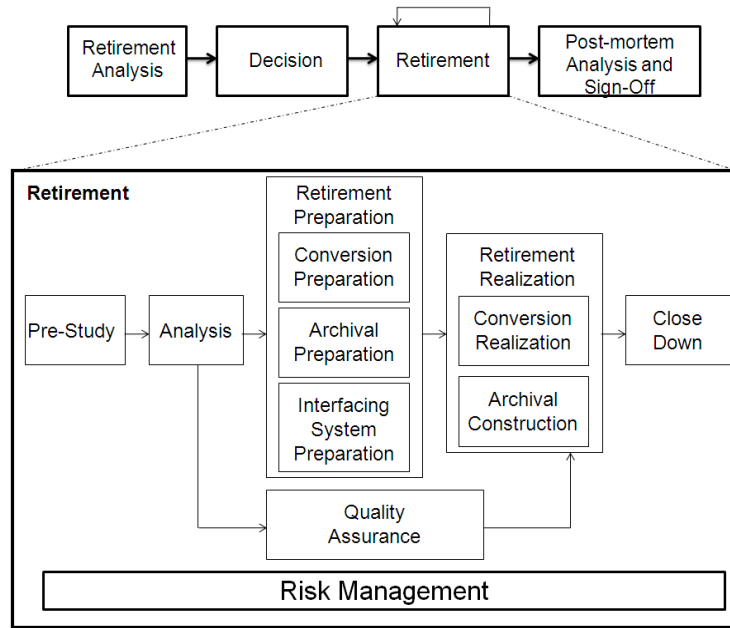 Retirement
Analysis
Decision
Retirement
Post-mortem
Analysis and
Sign-Off
Retirement
Retirement
Preparation
Conversion
Preparation
Archival
Preparation
Interfacing
System
Preparation
Retirement
Realization
Conversion
Realization
Archival
Construction
Pre-Study
Analysis
Close
Down
Quality
Assurance
Risk Management